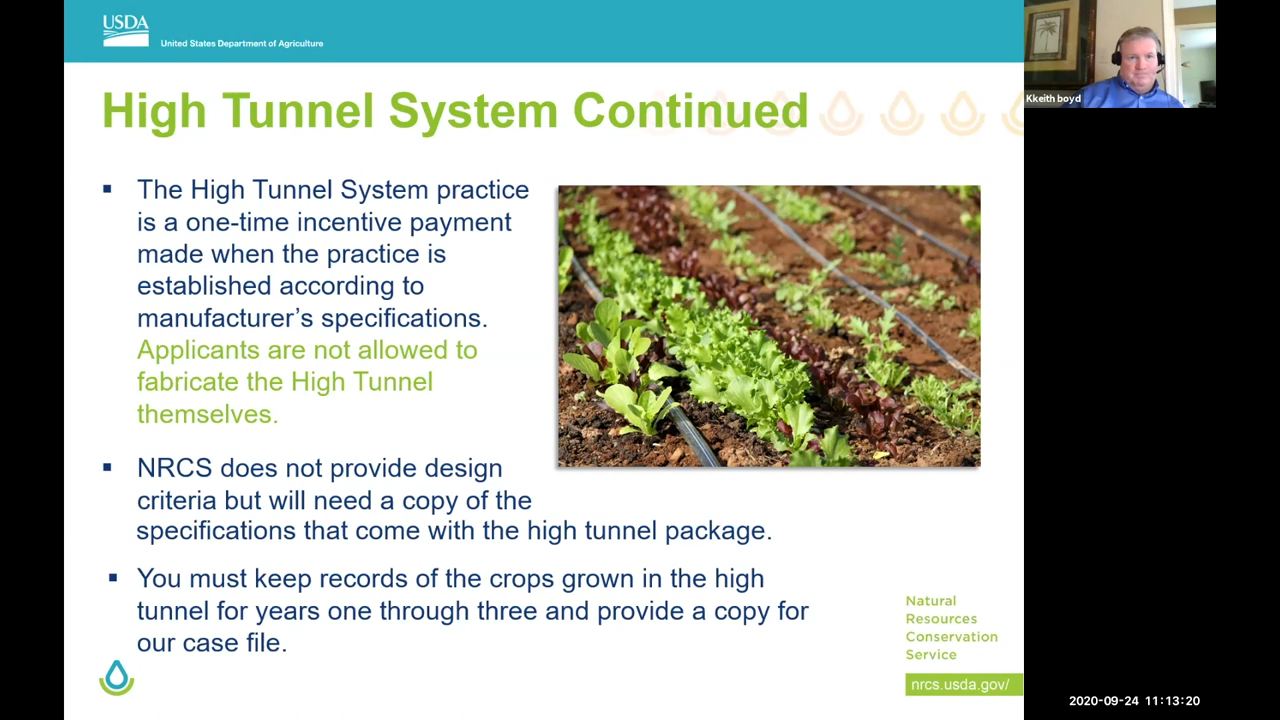 USDA
United States Department of Agriculture
Kkeith boyd
High Tunnel System Continued
▪ The High Tunnel System practice
is a one-time incentive payment
made when the practice is
established according to
manufacturer’s specifications.
Applicants are not allowed to
fabricate the High Tunnel
themselves.
▪ NRCS does not provide design
criteria but will need a copy of the
specifications that come with the high tunnel package.
▪ You must keep records of the crops grown in the high
tunnel for years one through three and provide a copy for
our case file.
Natural
Resources
Conservation
Service
nrcs.usda.gov/
2020-09-24 11:13:20